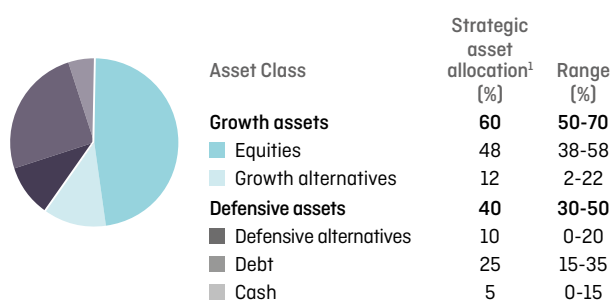 Asset Class Strategic asset allocation¹ (%) Range (%)
Growth assets 60 50-70
Equities 48 38-58
Growth alternatives 12 2-22
Defensive assets 40 30-50
Defensive alternatives 10 0-20
Debt 25 15-35
Cash 5 0-15